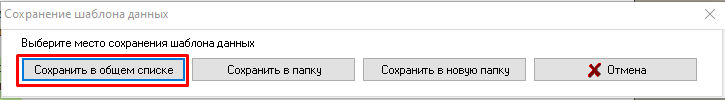 Сохранение шаблона данных
Выберите место сохранения шаблона данных
Сохранить в общем списке
Сохранить в папку
Сохранить в новую папку
Отмена